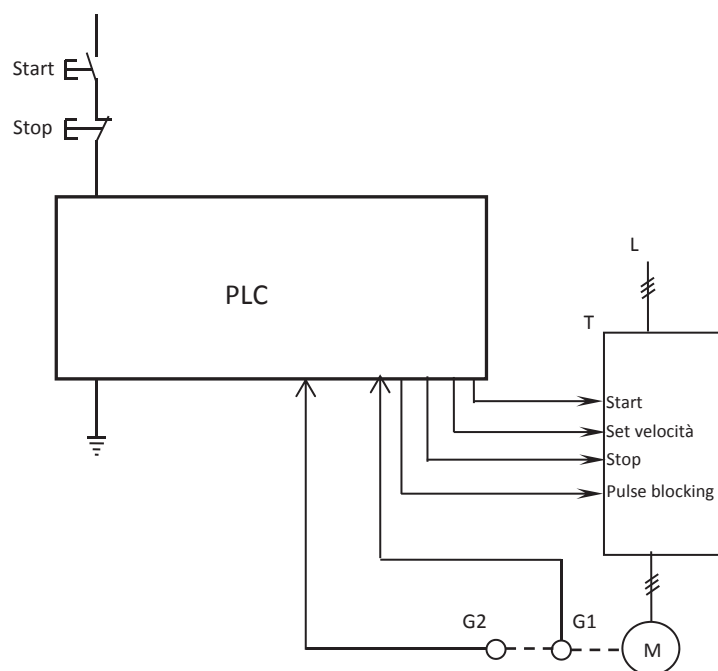 Start
Stop
PLC
L
T
Start
Set velocità
Stop
Pulse blocking
G2
G1
M